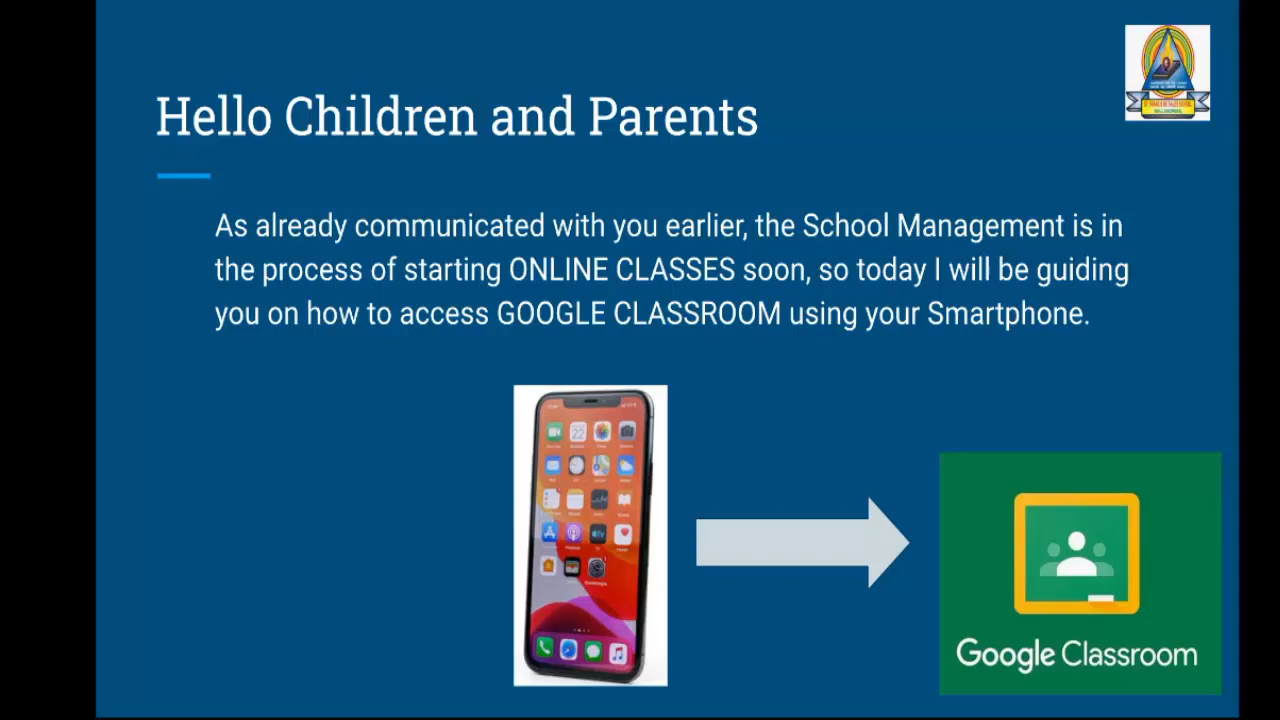 Hello Children and Parents
As already communicated with you earlier, the School Management is in
the process of starting ONLINE CLASSES soon, so today I will be guiding
you on how to access GOOGLE CLASSROOM using your Smartphone.
22
Google Classroom